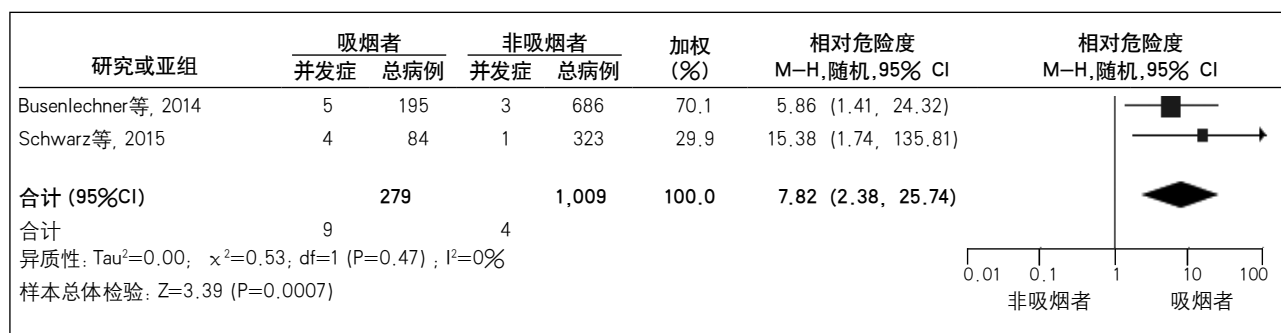 研究或亚组 吸烟者 非吸烟者 加权 相对危险度 相对危险度
并发症 总病例 并发症 总病例 (%) M-H,随机,95% CI M-H,随机,95% CI
Busenlechner等, 2014 5 195 3 686 70.1 5.86 (1.41, 24.32)
Schwarz等, 2015 4 84 1 323 29.9 15.38 (1.74, 135.81)
合计 (95%CI) 279 1,009 100.0 7.82 (2.38, 25.74)
合计 9 4
异质性: Tau²=0.00; x²=0.53; df=1 (P=0.47) ; I²=0%
样本总体检验: Z=3.39 (P=0.0007)
0.01 0.1 1 10 100
非吸烟者 吸烟者